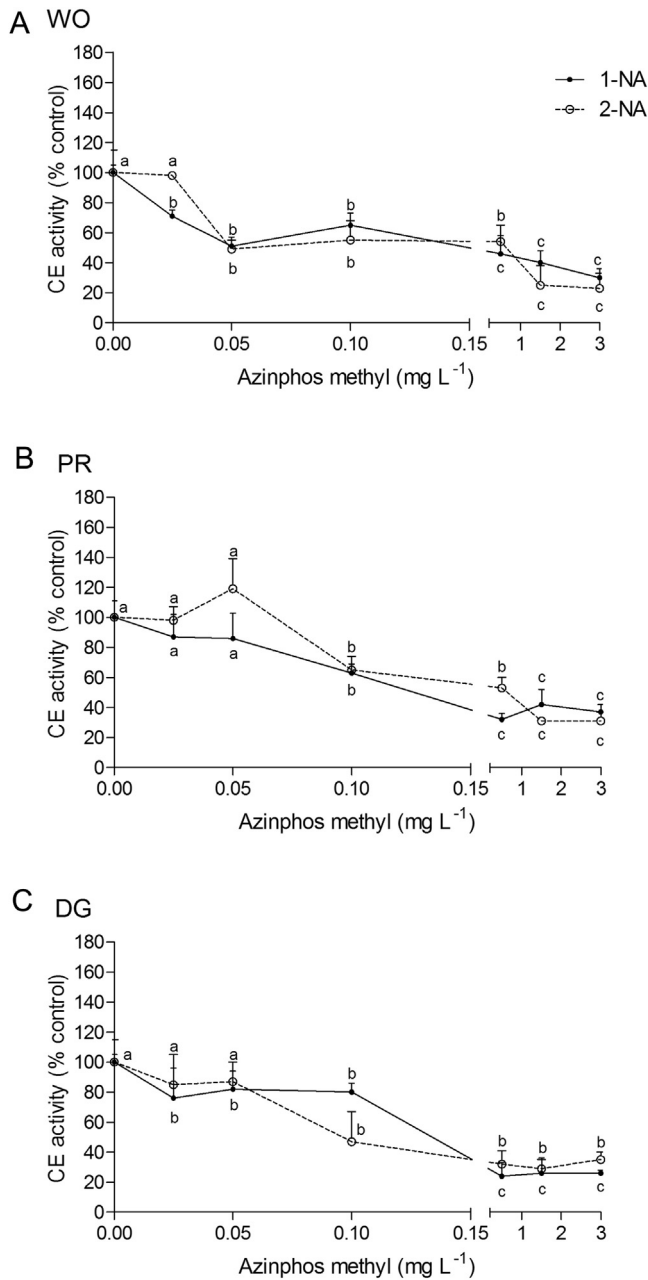 A WO
1-NA
2-NA
CE activity (% control)
180
160
140
120
100
80
60
40
20
0
a a
b b b b c c
b b c c c
0.00 0.05 0.10 0.15 1 2 3
Azinphos methyl (mg L⁻¹)
B PR
CE activity (% control)
180
160
140
120
100
80
60
40
20
0
a a a b b c c
a a b c c c
0.00 0.05 0.10 0.15 1 2 3
Azinphos methyl (mg L⁻¹)
C DG
CE activity (% control)
180
160
140
120
100
80
60
40
20
0
a a a b b b b
b b b c c c
0.00 0.05 0.10 0.15 1 2 3
Azinphos methyl (mg L⁻¹)